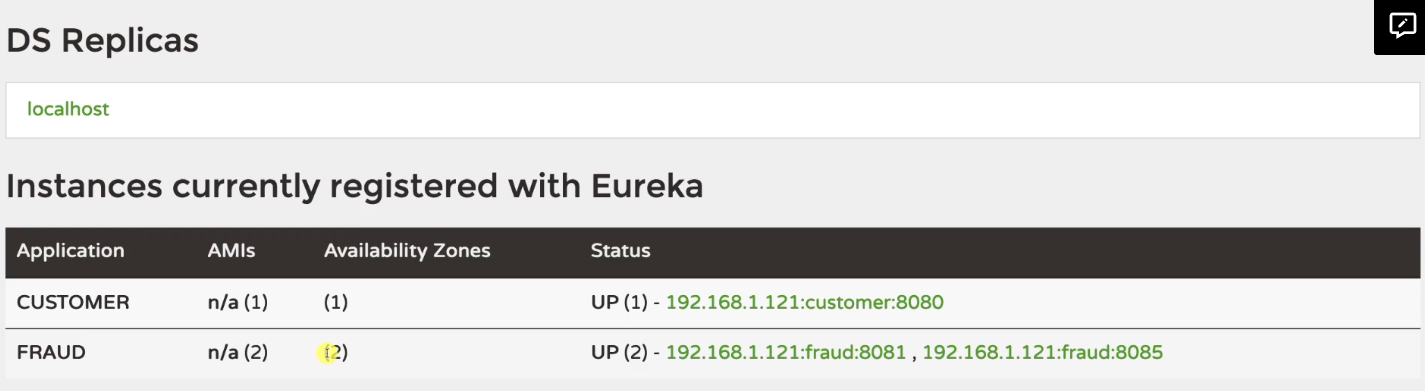 DS Replicas
localhost
Instances currently registered with Eureka
Application AMIs Availability Zones Status
CUSTOMER n/a (1) (1) UP (1) - 192.168.1.121:customer:8080
FRAUD n/a (2) (2) UP (2) - 192.168.1.121:fraud:8081 , 192.168.1.121:fraud:8085